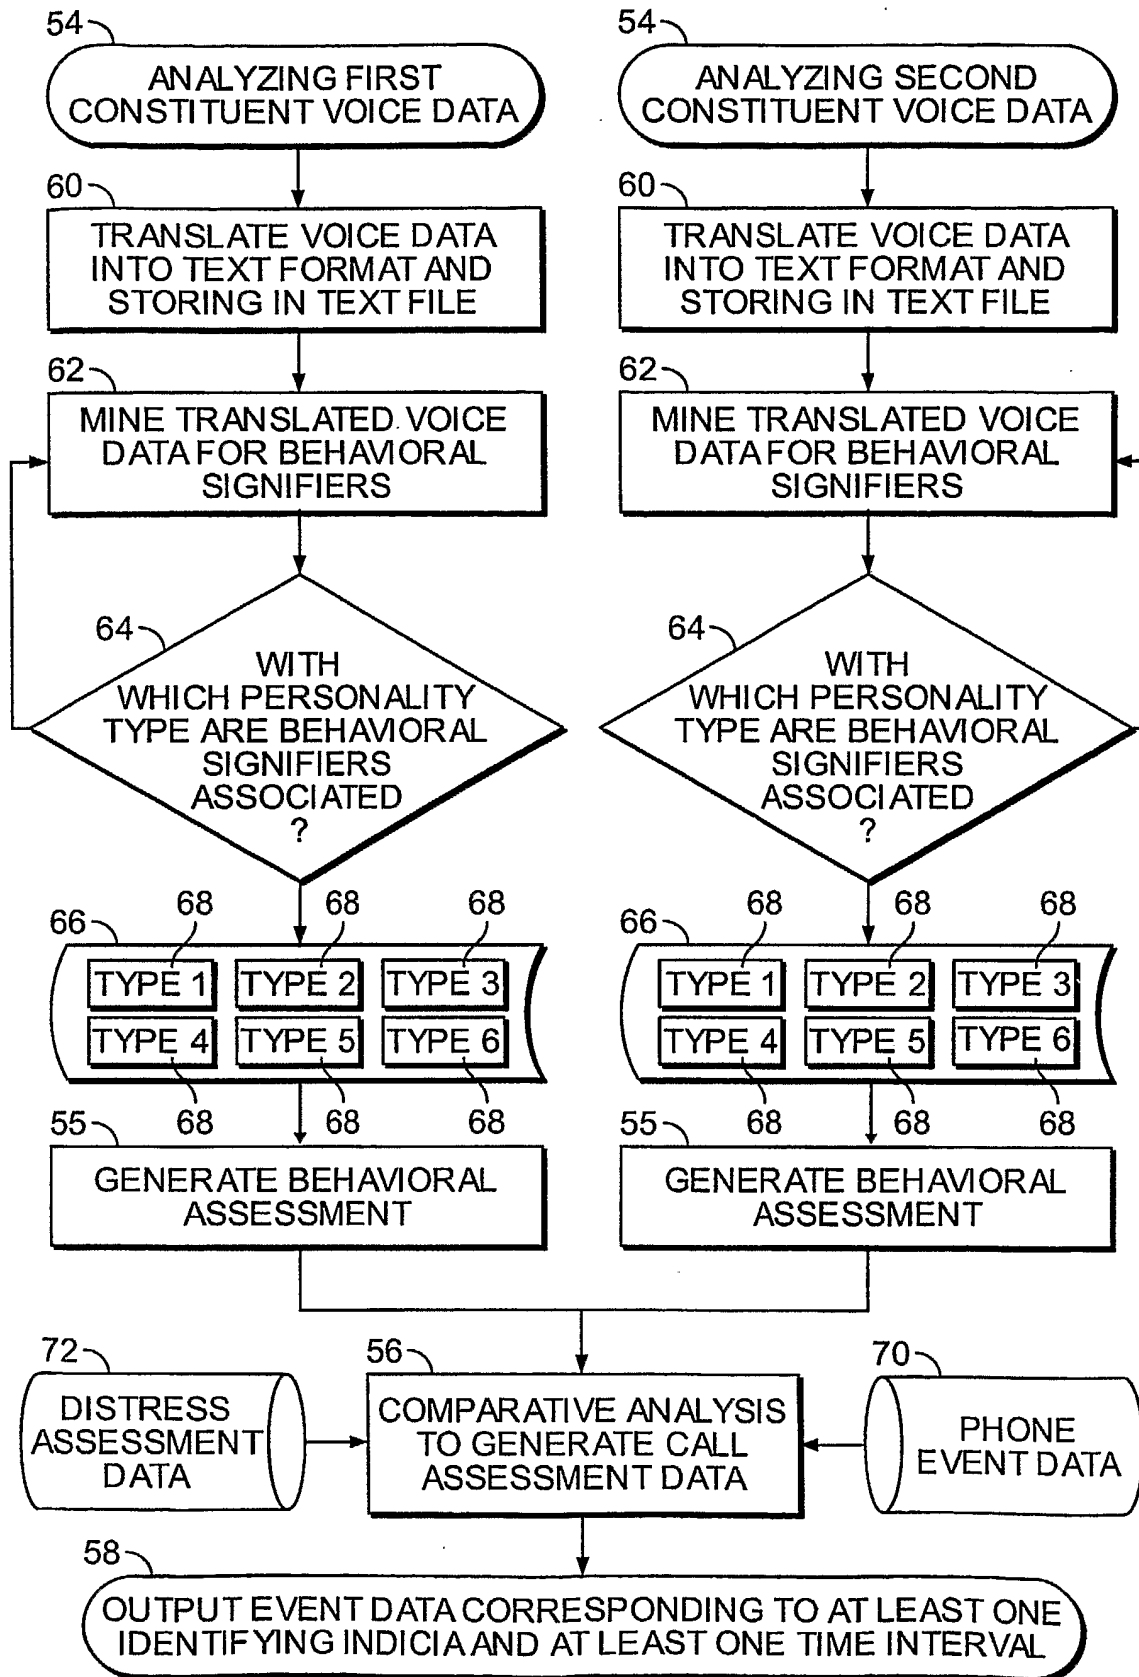 54
ANALYZING FIRST
CONSTITUENT VOICE DATA
60
TRANSLATE VOICE DATA
INTO TEXT FORMAT AND
STORING IN TEXT FILE
62
MINE TRANSLATED VOICE
DATA FOR BEHAVIORAL
SIGNIFIERS
64
WITH
WHICH PERSONALITY
TYPE ARE BEHAVIORAL
SIGNIFIERS
ASSOCIATED
?
66
68 68 68
TYPE 1 TYPE 2 TYPE 3
TYPE 4 TYPE 5 TYPE 6
68 68 68
55
GENERATE BEHAVIORAL
ASSESSMENT
54
ANALYZING SECOND
CONSTITUENT VOICE DATA
60
TRANSLATE VOICE DATA
INTO TEXT FORMAT AND
STORING IN TEXT FILE
62
MINE TRANSLATED VOICE
DATA FOR BEHAVIORAL
SIGNIFIERS
64
WITH
WHICH PERSONALITY
TYPE ARE BEHAVIORAL
SIGNIFIERS
ASSOCIATED
?
66
68 68 68
TYPE 1 TYPE 2 TYPE 3
TYPE 4 TYPE 5 TYPE 6
68 68 68
55
GENERATE BEHAVIORAL
ASSESSMENT
72
DISTRESS
ASSESSMENT
DATA
56
COMPARATIVE ANALYSIS
TO GENERATE CALL
ASSESSMENT DATA
70
PHONE
EVENT DATA
58
OUTPUT EVENT DATA CORRESPONDING TO AT LEAST ONE
IDENTIFYING INDICIA AND AT LEAST ONE TIME INTERVAL